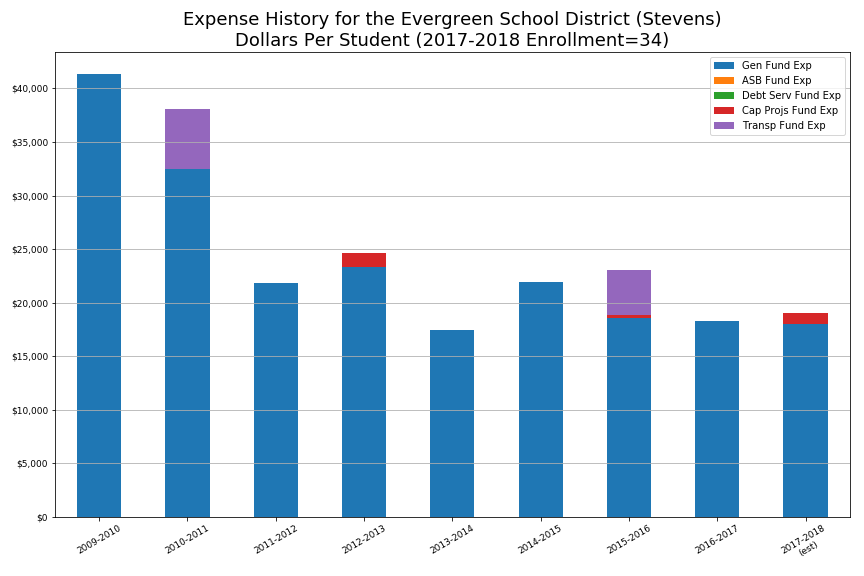 Expense History for the Evergreen School District (Stevens)
Dollars Per Student (2017-2018 Enrollment=34)
Gen Fund Exp
ASB Fund Exp
Debt Serv Fund Exp
Cap Projs Fund Exp
Transp Fund Exp
$40,000
$35,000
$30,000
$25,000
$20,000
$15,000
$10,000
$5,000
$0
2009-2010
2010-2011
2011-2012
2012-2013
2013-2014
2014-2015
2015-2016
2016-2017
2017-2018
(est)